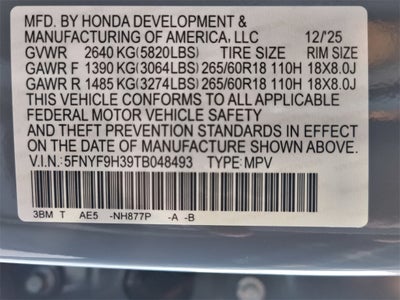 MFD. BY HONDA DEVELOPMENT &
MANUFACTURING OF AMERICA, LLC 12/'25
GVWR 2640 KG(5820LBS) TIRE SIZE RIM SIZE
GAWR F 1390 KG(3064LBS) 265/60R18 110H 18X8.0J
GAWR R 1485 KG(3274LBS) 265/60R18 110H 18X8.0J
THIS VEHICLE CONFORMS TO ALL APPLICABLE
FEDERAL MOTOR VEHICLE SAFETY
AND THEFT PREVENTION STANDARDS IN EFFECT
ON THE DATE OF MANUFACTURE SHOWN ABOVE.
V.I.N.: 5FNYF9H39TB048493 TYPE: MPV
3BM T AE5 -NH877P -A -B